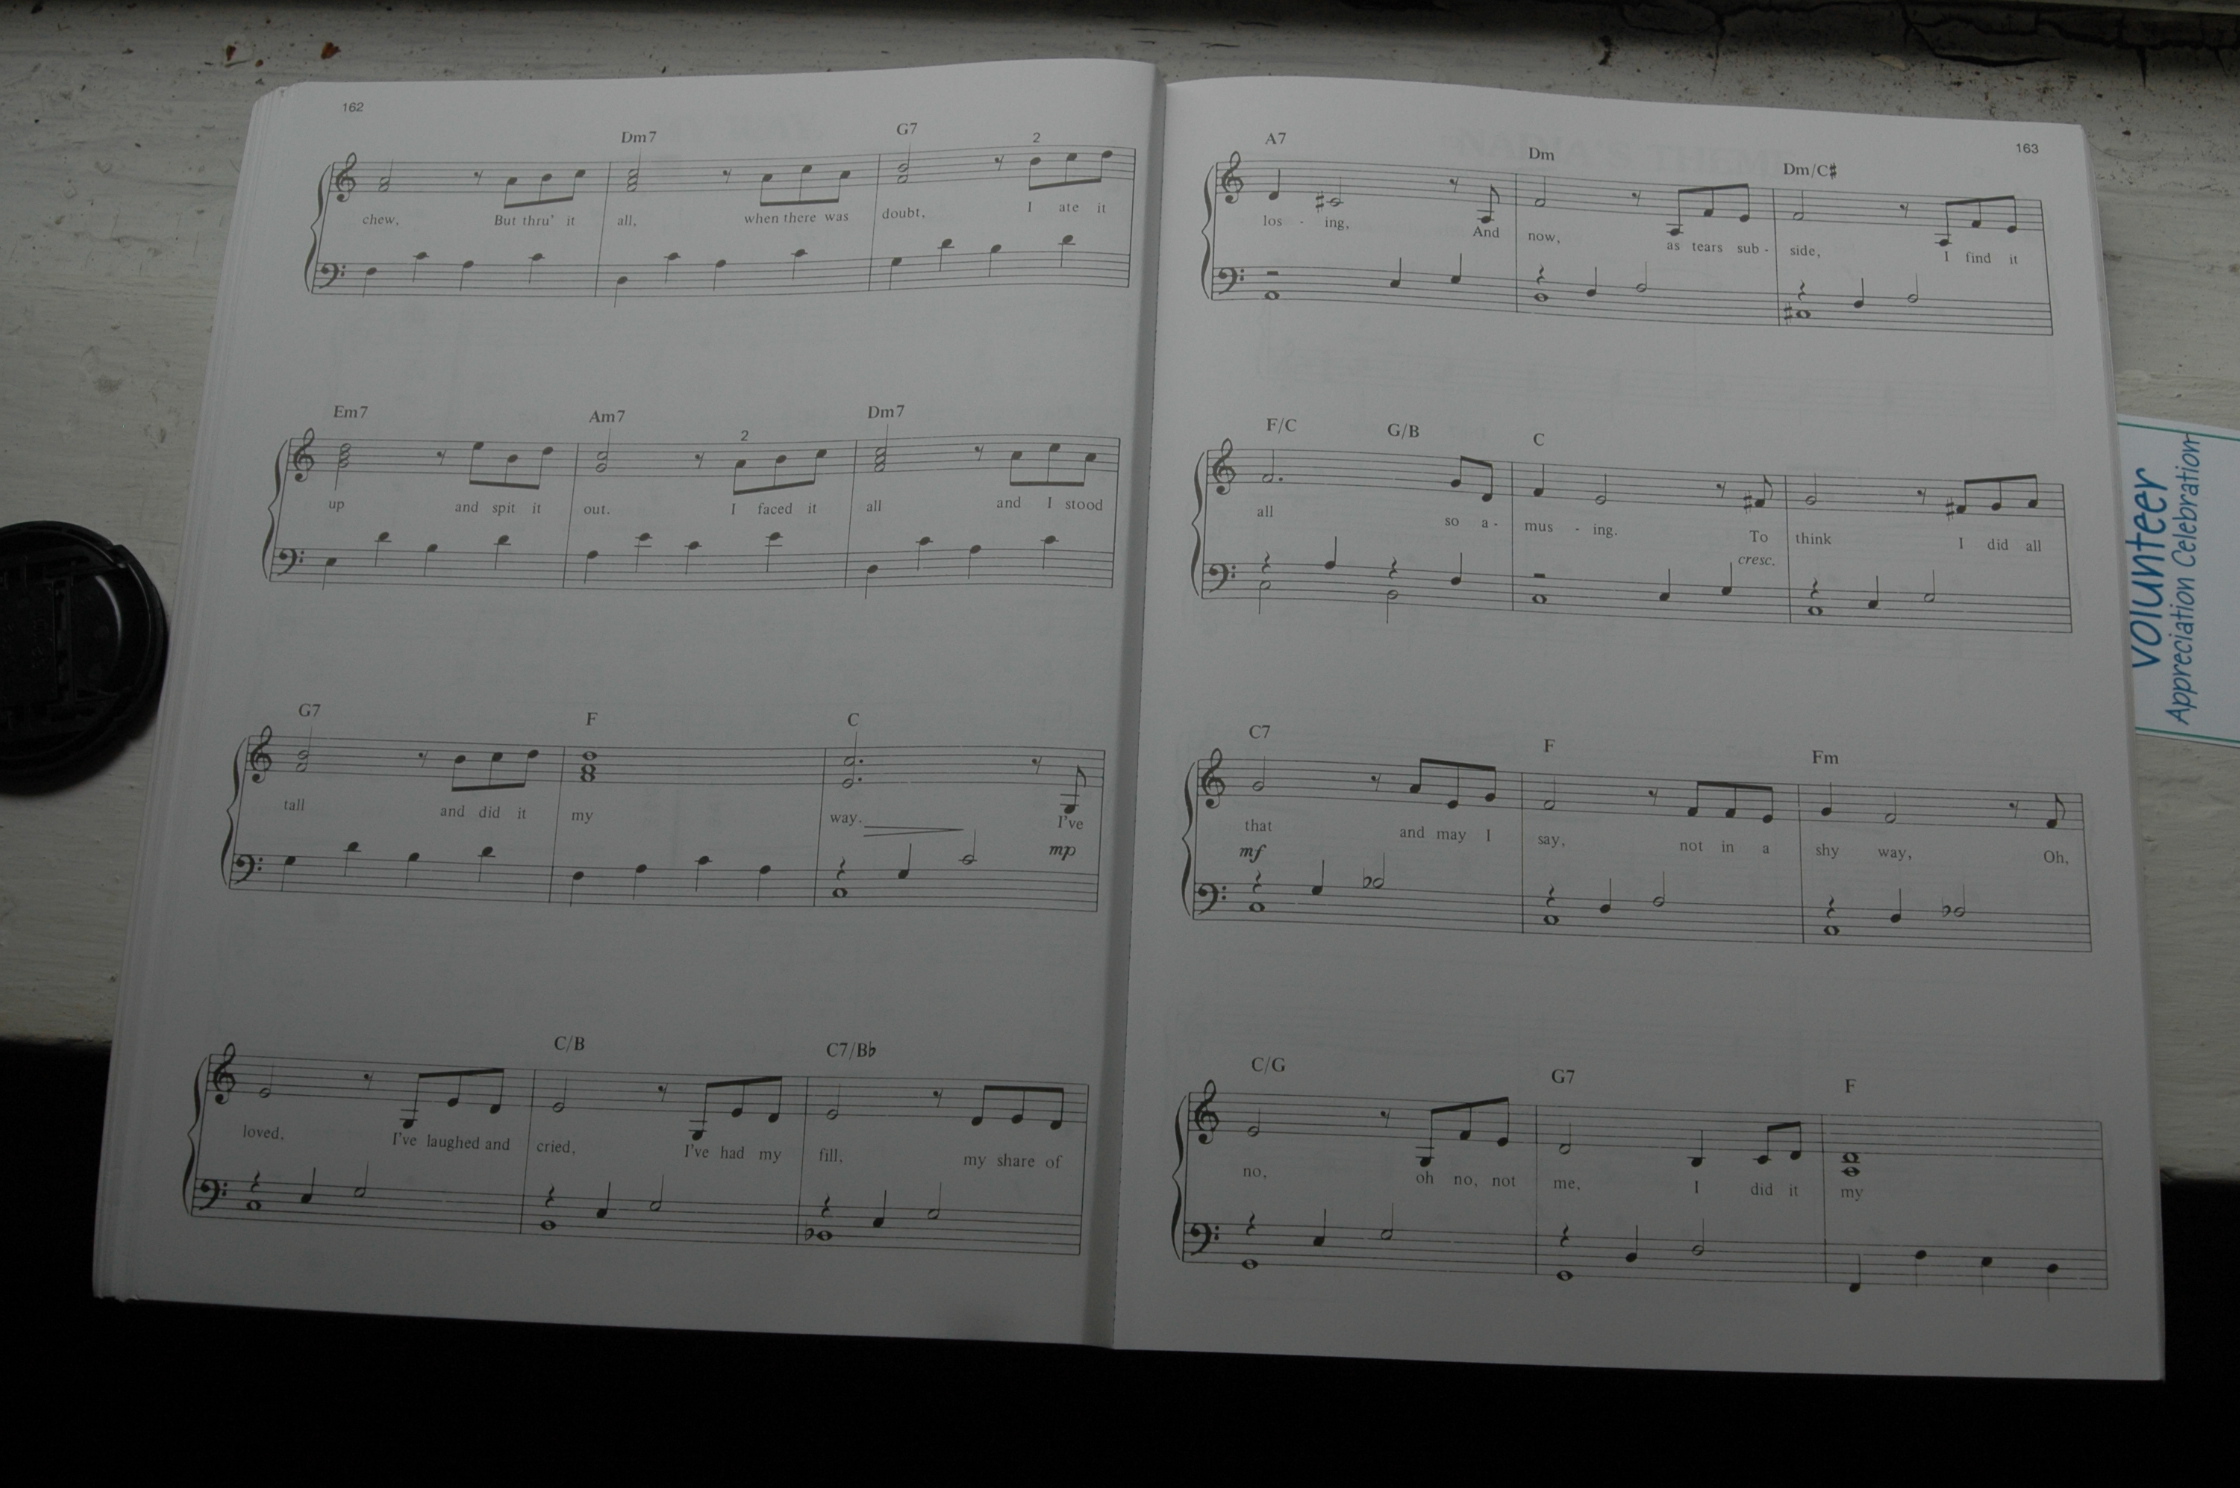 162
Dm7 G7
2
chew, But thru' it all, when there was doubt, I ate it
Em7 Am7 Dm7
2
up and spit it out. I faced it all and I stood
G7 F C
tall and did it my way. I've
mp
C/B C7/B♭
loved, I've laughed and cried, I've had my fill, my share of
163
A7 Dm Dm/C♯
los - ing, And now, as tears sub - side, I find it
F/C G/B C
all so a - mus - ing. To think I did all
cresc.
C7 F Fm
that and may I say, not in a shy way, Oh,
mf
C/G G7 F
no, oh no, not me, I did it my
volunteer
Appreciation Celebration